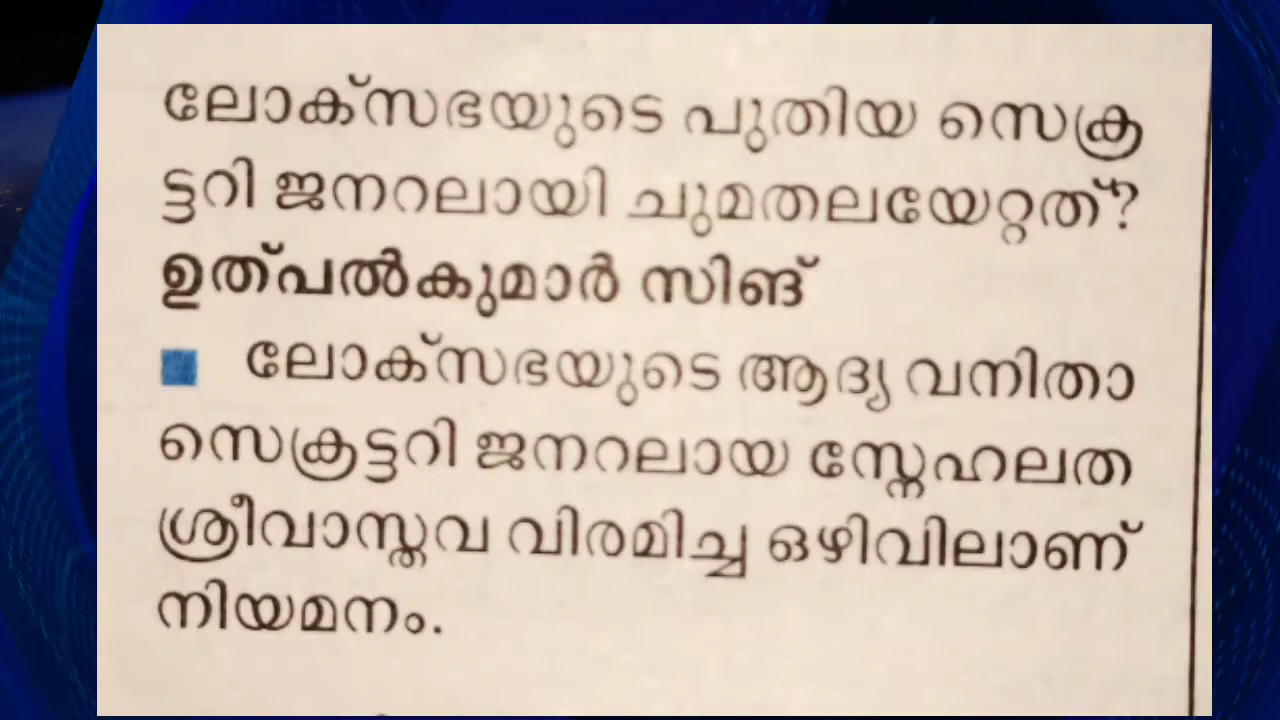 ലോക്സഭയുടെ പുതിയ സെക്ര
ട്ടറി ജനറലായി ചുമതലയേറ്റത്?
ഉത്പൽകുമാർ സിങ്
ലോക്സഭയുടെ ആദ്യ വനിതാ
സെക്രട്ടറി ജനറലായ സ്നേഹലത
ശ്രീവാസ്തവ വിരമിച്ച ഒഴിവിലാണ്
നിയമനം.